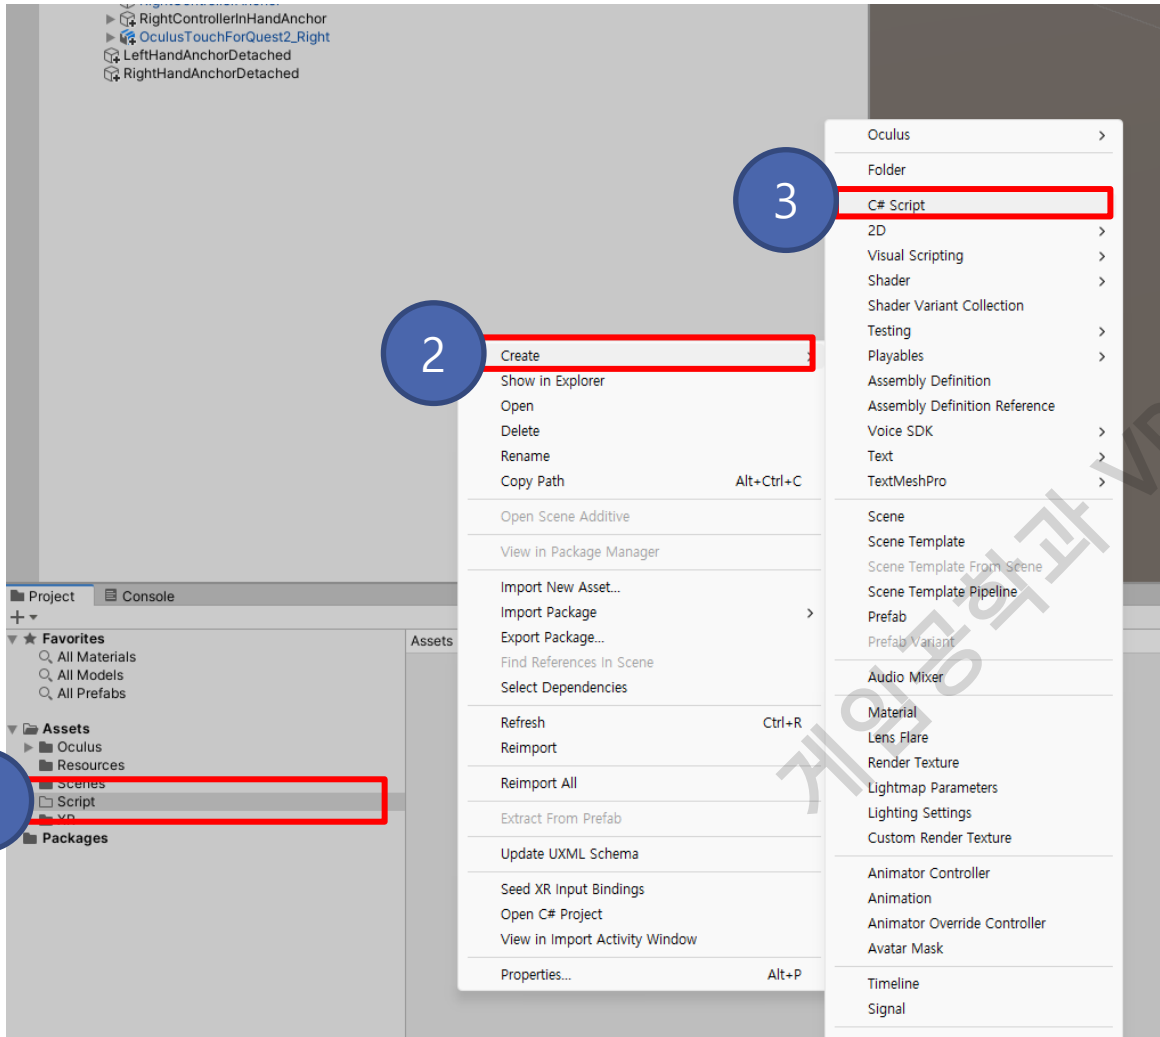 RightControllerInHandAnchor
OculusTouchForQuest2_Right
LeftHandAnchorDetached
RightHandAnchorDetached
Oculus
Folder
3
C# Script
2D
Visual Scripting
Shader
Shader Variant Collection
Testing
Playables
Assembly Definition
Assembly Definition Reference
Voice SDK
Text
TextMeshPro
Scene
Scene Template
Scene Template From Scene
Scene Template Pipeline
Prefab
Prefab Variant
Audio Mixer
Material
Lens Flare
Render Texture
Lightmap Parameters
Lighting Settings
Custom Render Texture
Animator Controller
Animation
Animator Override Controller
Avatar Mask
Timeline
Signal
2
Create
Show in Explorer
Open
Delete
Rename
Copy Path Alt+Ctrl+C
Open Scene Additive
View in Package Manager
Import New Asset...
Import Package
Export Package...
Find References In Scene
Select Dependencies
Refresh Ctrl+R
Reimport
Reimport All
Extract From Prefab
Update UXML Schema
Seed XR Input Bindings
Open C# Project
View in Import Activity Window
Properties... Alt+P
Project Console
Favorites
All Materials
All Models
All Prefabs
Assets
Assets
Oculus
Resources
Scenes
Script
XR
Packages
게임공학과